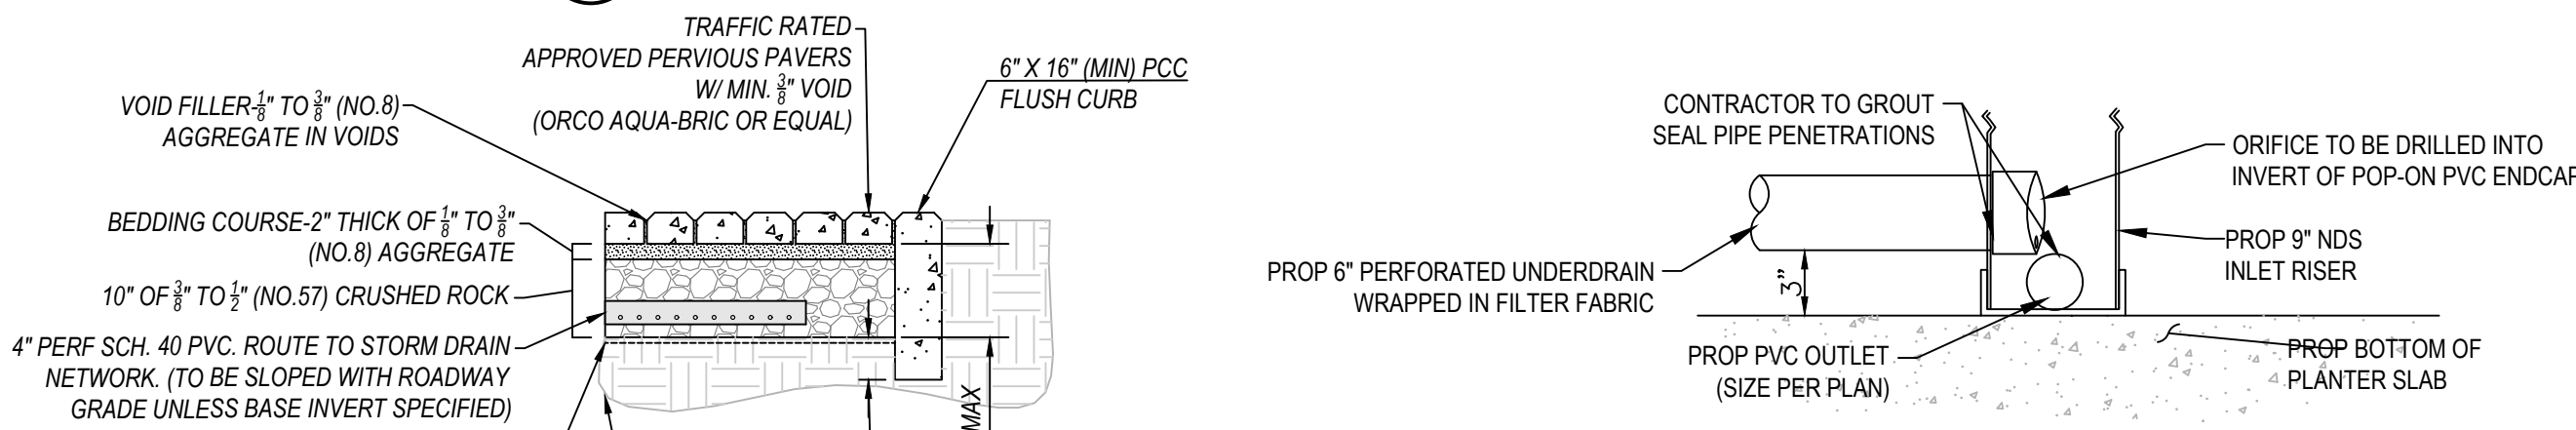 TRAFFIC RATED
APPROVED PERVIOUS PAVERS
W/ MIN. 3/8" VOID
(ORCO AQUA-BRIC OR EQUAL)
6" X 16" (MIN) PCC
FLUSH CURB
VOID FILLER-1/8" TO 3/8" (NO.8)
AGGREGATE IN VOIDS
BEDDING COURSE-2" THICK OF 1/8" TO 3/8"
(NO.8) AGGREGATE
10" OF 3/8" TO 1/2" (NO.57) CRUSHED ROCK
4" PERF SCH. 40 PVC. ROUTE TO STORM DRAIN
NETWORK. (TO BE SLOPED WITH ROADWAY
GRADE UNLESS BASE INVERT SPECIFIED)
MAX
CONTRACTOR TO GROUT
SEAL PIPE PENETRATIONS
ORIFICE TO BE DRILLED INTO
INVERT OF POP-ON PVC ENDCAP
PROP 9" NDS
INLET RISER
PROP 6" PERFORATED UNDERDRAIN
WRAPPED IN FILTER FABRIC
3"
PROP PVC OUTLET
(SIZE PER PLAN)
PROP BOTTOM OF
PLANTER SLAB